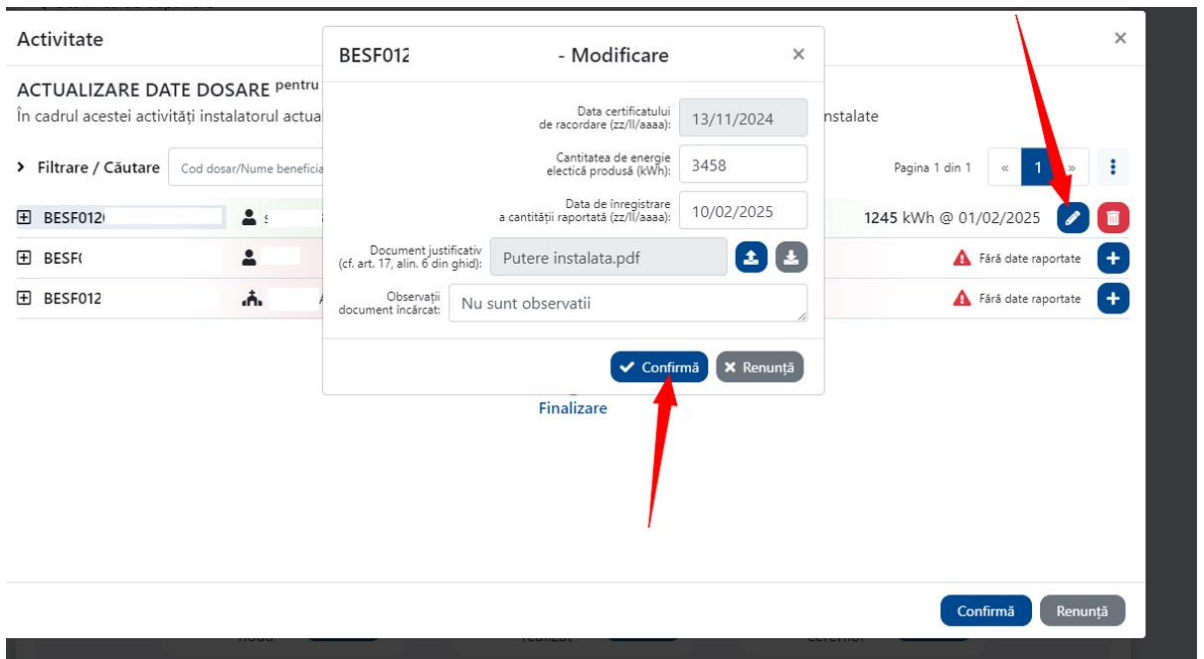 Activitate
×
ACTUALIZARE DATE DOSARE pentru
În cadrul acestei activități instalatorul actual
nstalate
Filtrare / Căutare
Cod dosar/Nume beneficia
Pagina 1 din 1
«
1
»
BESF012
1245 kWh @ 01/02/2025
BESF
Fără date raportate
BESF012
Fără date raportate
BESF012 - Modificare
×
Data certificatului
de racordare (zz/ll/aaaa):
13/11/2024
Cantitatea de energie
electică produsă (kWh):
3458
Data de înregistrare
a cantității raportată (zz/ll/aaaa):
10/02/2025
Document justificativ
(cf. art. 17, alin. 6 din ghid):
Putere instalata.pdf
Observații
document încărcat:
Nu sunt observatii
Confirmă
Renunță
Finalizare
Confirmă
Renunță